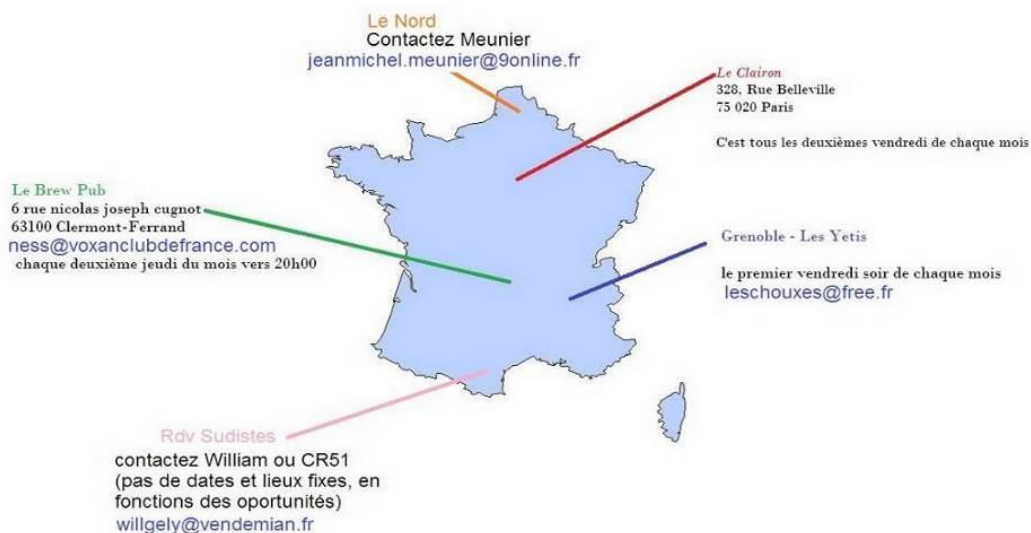 Le Nord
Contactez Meunier
jeanmichel.meunier@9online.fr
Le Clairon
328, Rue Belleville
75 020 Paris
C'est tous les deuxièmes vendredi de chaque mois
Le Brew Pub
6 rue nicolas joseph cugnot
63100 Clermont-Ferrand
ness@voxanclubdefrance.com
chaque deuxième jeudi du mois vers 20h00
Grenoble - Les Yetis
le premier vendredi soir de chaque mois
leschouxes@free.fr
Rdv Sudistes
contactez William ou CR51
(pas de dates et lieux fixes, en
fonctions des oportunités)
willgely@vendemian.fr